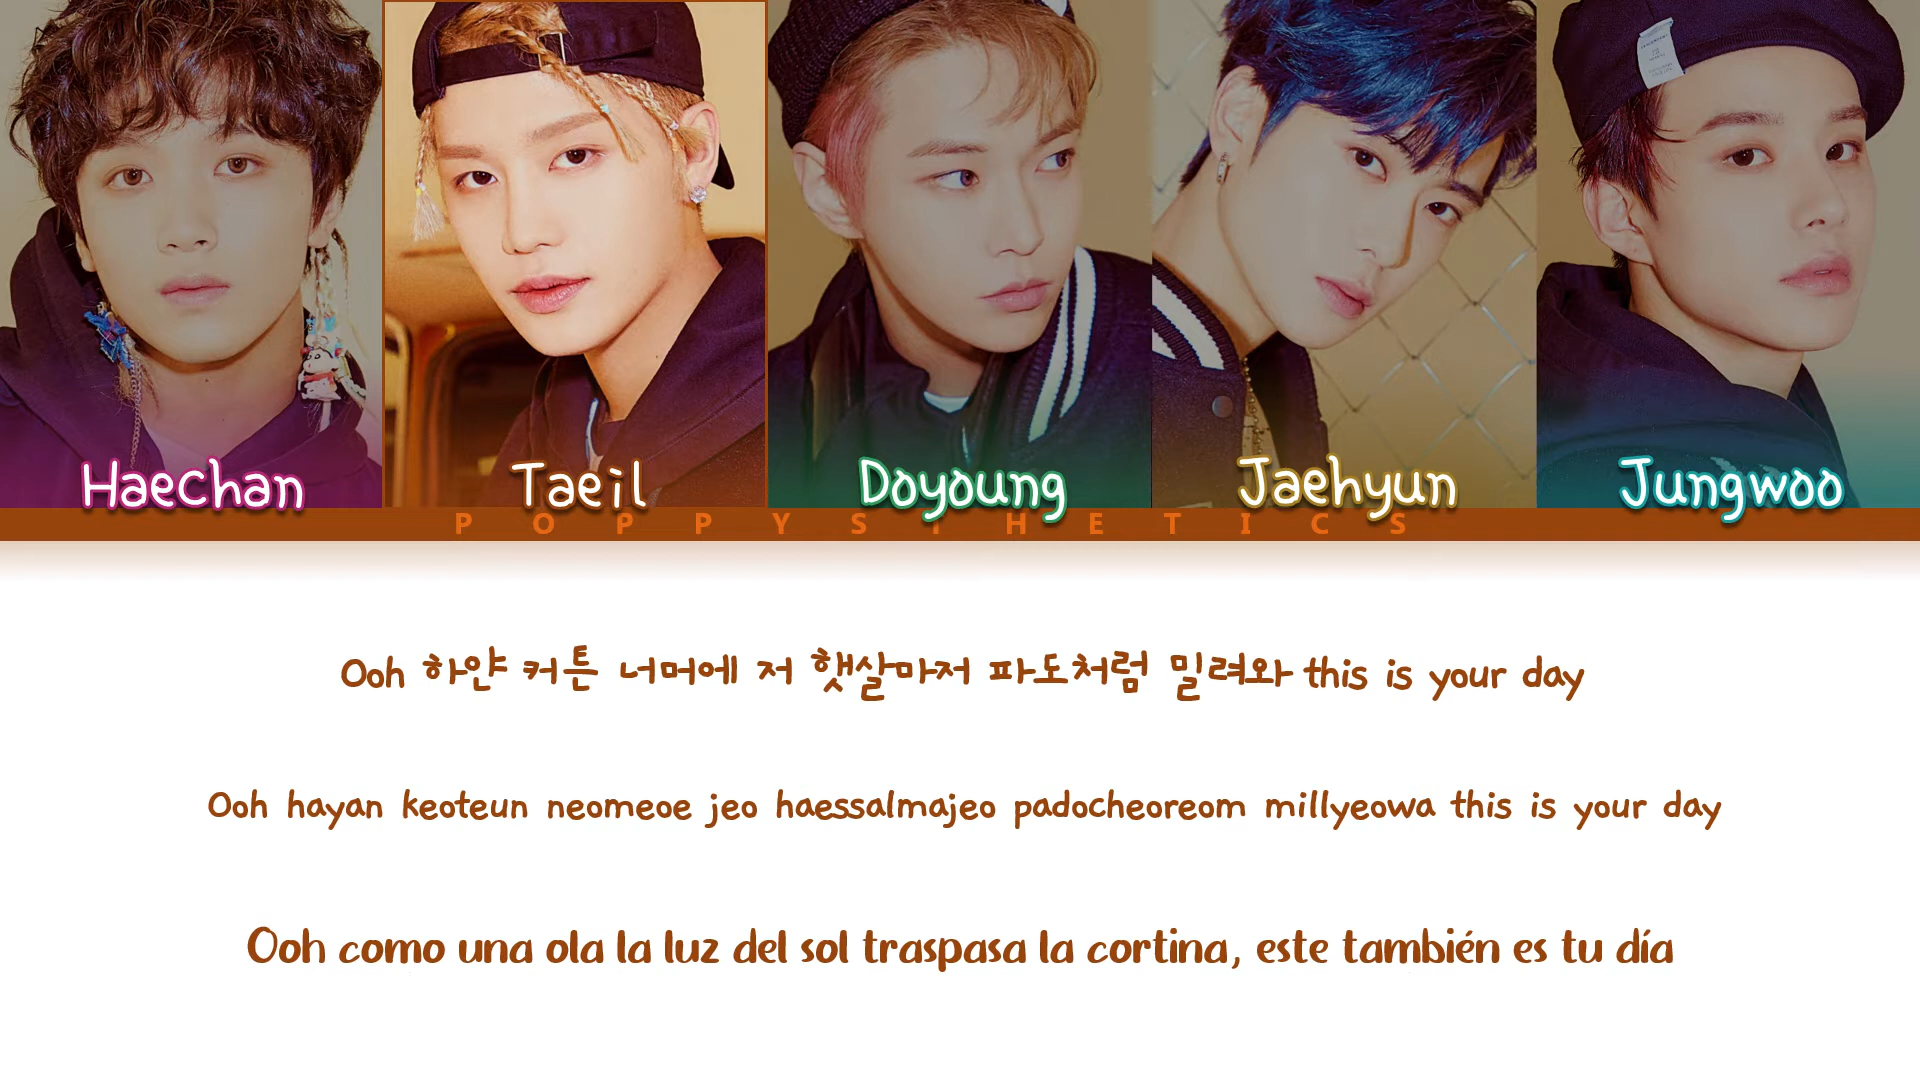 Haechan
Taeil
Doyoung
Jaehyun
Jungwoo
POPPYSTHETICS
Ooh 하얀 커튼 너머에 저 햇살마저 파도처럼 밀려와 this is your day
Ooh hayan keoteun neomeoe jeo haessalmajeo padocheoreom millyeowa this is your day
Ooh como una ola la luz del sol traspasa la cortina, este también es tu día